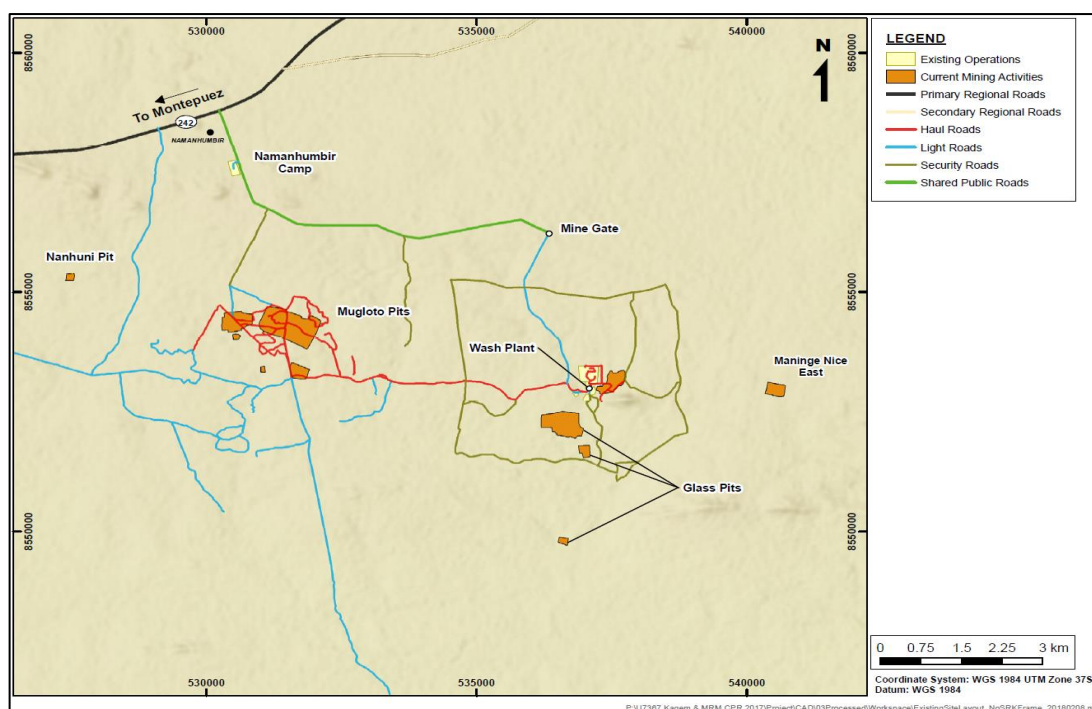 530000
535000
540000
8560000
8560000
N
LEGEND
Existing Operations
Current Mining Activities
Primary Regional Roads
Secondary Regional Roads
Haul Roads
Light Roads
Security Roads
Shared Public Roads
To Montepuez
242
NAMANHUMBIR
Namanhumbir
Camp
Mine Gate
Nanhuni Pit
8555000
8555000
Mugloto Pits
Wash Plant
Maninge Nice
East
Glass Pits
8550000
8550000
530000
535000
540000
0 0.75 1.5 2.25 3 km
Coordinate System: WGS 1984 UTM Zone 37S
Datum: WGS 1984